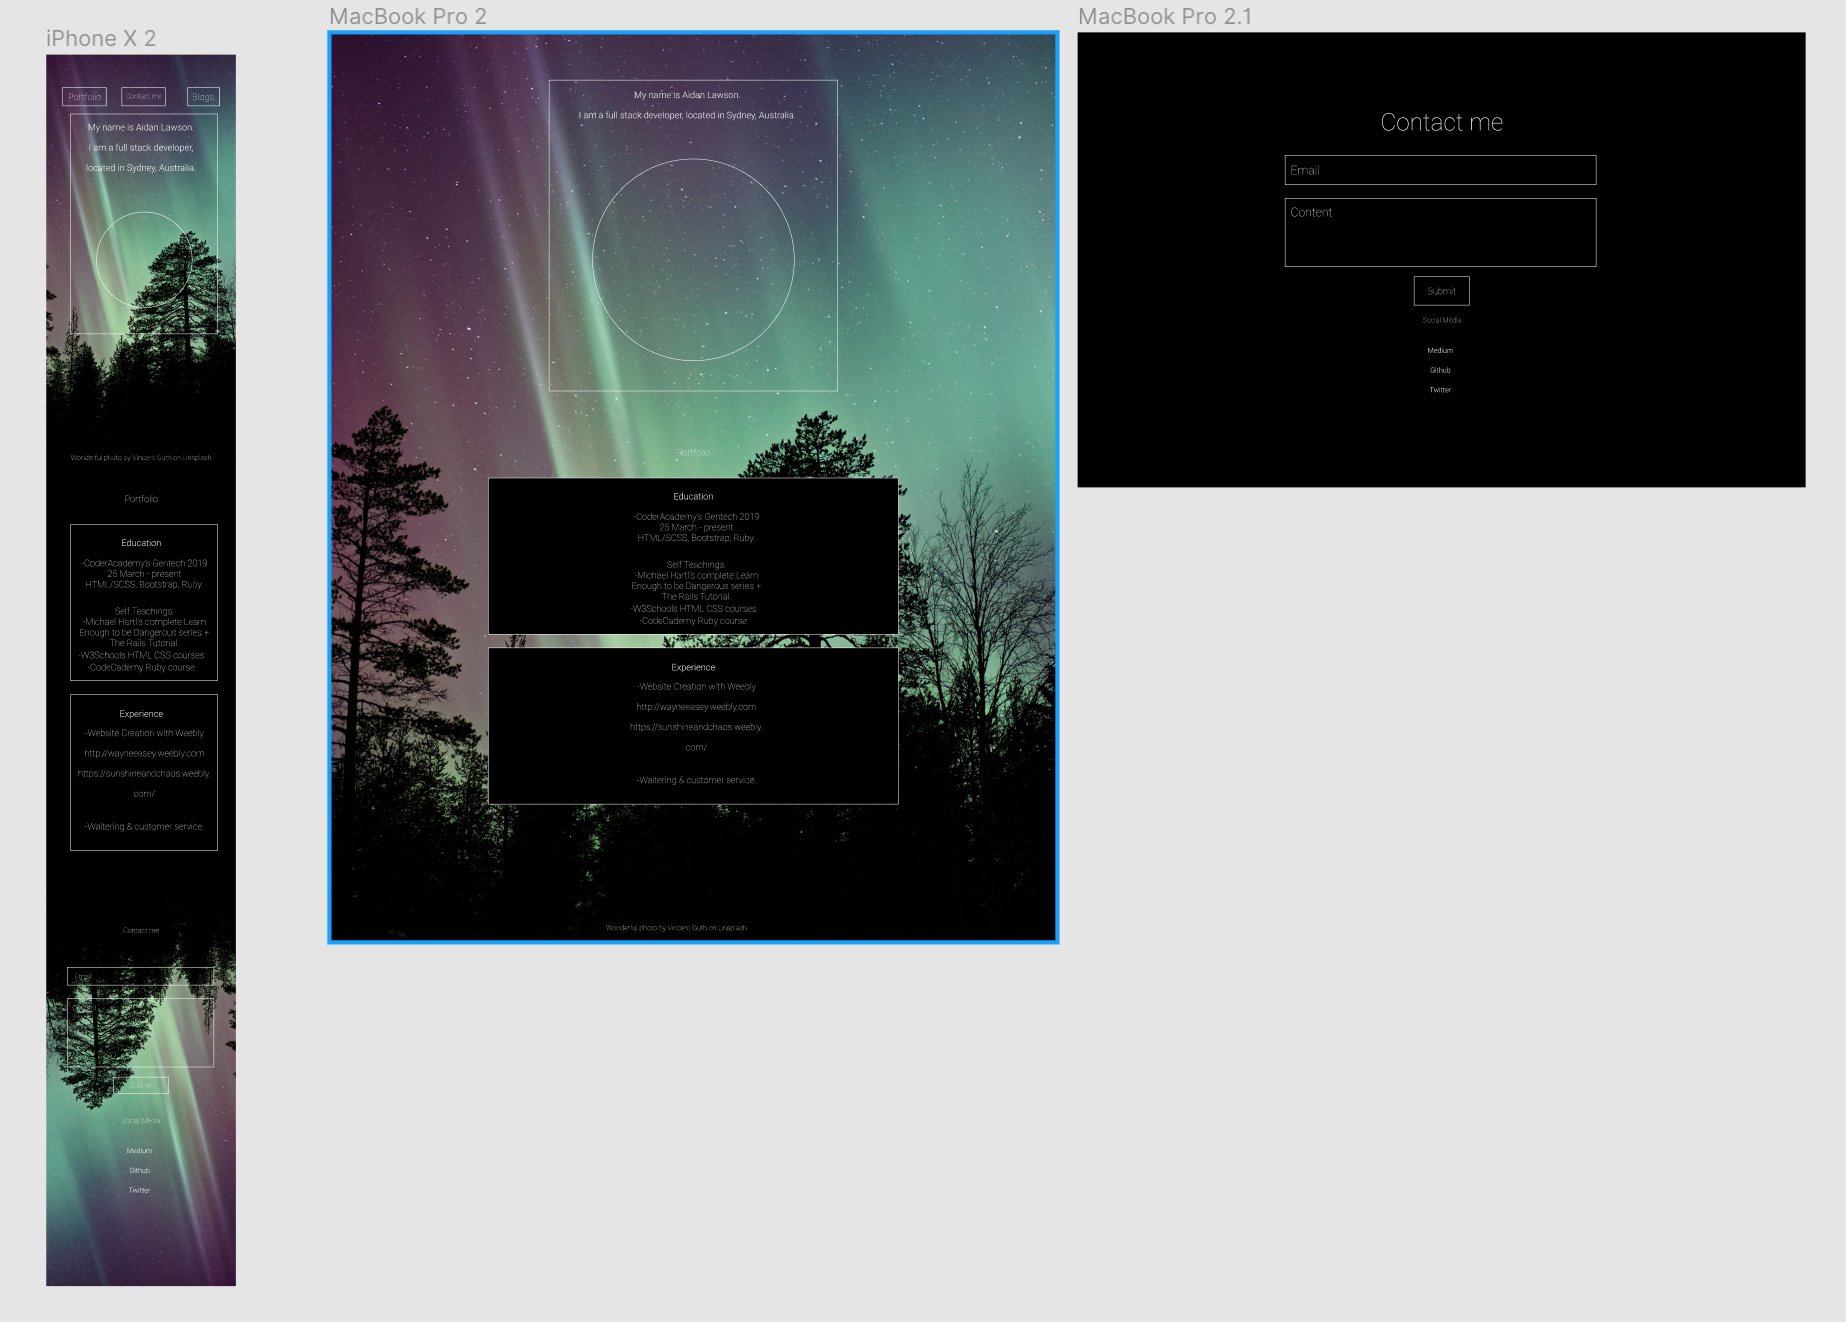 iPhone X 2
Portfolio
Contact me
Blogs
My name is Aidan Lawson.
I am a full stack developer,
located in Sydney, Australia.
Wonderful photo by Vincent Guth on Unsplash
Portfolio
Education
-CoderAcademy's Gentech 2019
25 March - present
HTML/SCSS, Bootstrap, Ruby.
Self Teachings:
-Michael Hartl's complete Learn
Enough to be Dangerous series +
The Rails Tutorial.
-W3Schools HTML CSS courses
-CodeCademy Ruby course
Experience
-Website Creation with Weebly
http://wayneeasey.weebly.com
https://sunshineandchaos.weebly.
com/
-Waitering & customer service.
Contact me
Email
Submit
Social Media
Medium
Github
Twitter
MacBook Pro 2
My name is Aidan Lawson.
I am a full stack developer, located in Sydney, Australia.
Portfolio
Education
-CoderAcademy's Gentech 2019
25 March - present
HTML/SCSS, Bootstrap, Ruby.
Self Teachings:
-Michael Hartl's complete Learn
Enough to be Dangerous series +
The Rails Tutorial.
-W3Schools HTML CSS courses
-CodeCademy Ruby course
Experience
-Website Creation with Weebly
http://wayneeasey.weebly.com
https://sunshineandchaos.weebly.
com/
-Waitering & customer service.
Wonderful photo by Vincent Guth on Unsplash
MacBook Pro 2.1
Contact me
Email
Content
Submit
Social Media
Medium
Github
Twitter